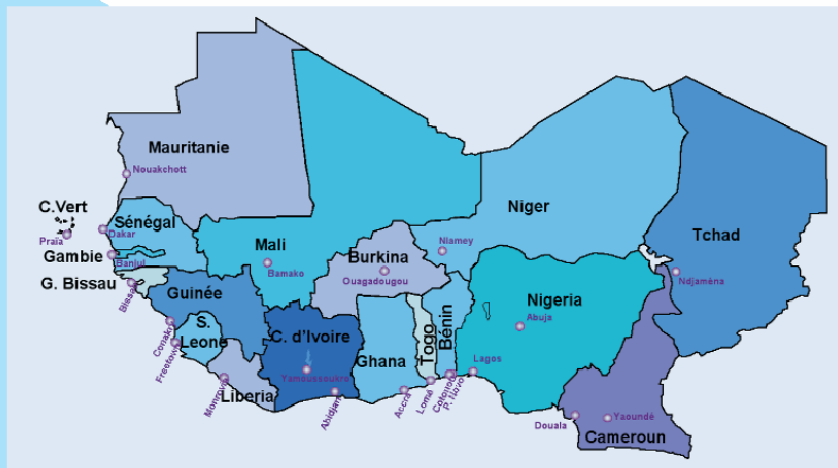 Mauritanie
Nouakchott
C.Vert
Praïa
Sénégal
Dakar
Gambie
Banjul
G. Bissau
Bissau
Mali
Bamako
Niger
Niamey
Tchad
Ndjamèna
Burkina
Ouagadougou
Guinée
Conakry
S.
Leone
Freetown
Monrovia
Liberia
C. d'Ivoire
Yamoussoukro
Abidjan
Ghana
Accra
Togo
Lomé
Bénin
Cotonou
P. Novo
Nigeria
Abuja
Lagos
Douala
Yaoundé
Cameroun